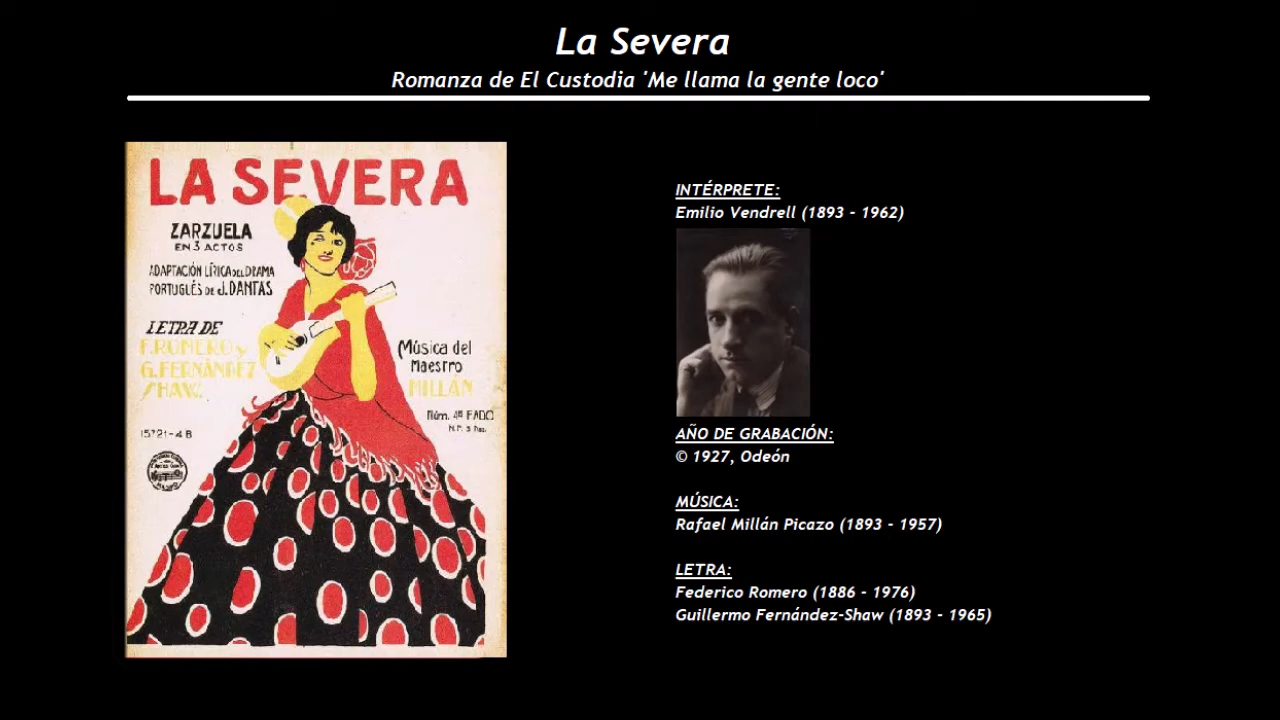 La Severa
Romanza de El Custodia 'Me llama la gente loco'
LA SEVERA
ZARZUELA
EN 3 ACTOS
ADAPTACIÓN LÍRICA DEL DRAMA
PORTUGUÉS DE J. DANTAS
LETRA DE
F. ROMERO y
G. FERNÁNDEZ
SHAW.
Música del
Maestro
MILLÁN
Núm. 4B FADO
15721-4 B
INTÉRPRETE:
Emilio Vendrell (1893 - 1962)
AÑO DE GRABACIÓN:
© 1927, Odeón
MÚSICA:
Rafael Millán Picazo (1893 - 1957)
LETRA:
Federico Romero (1886 - 1976)
Guillermo Fernández-Shaw (1893 - 1965)